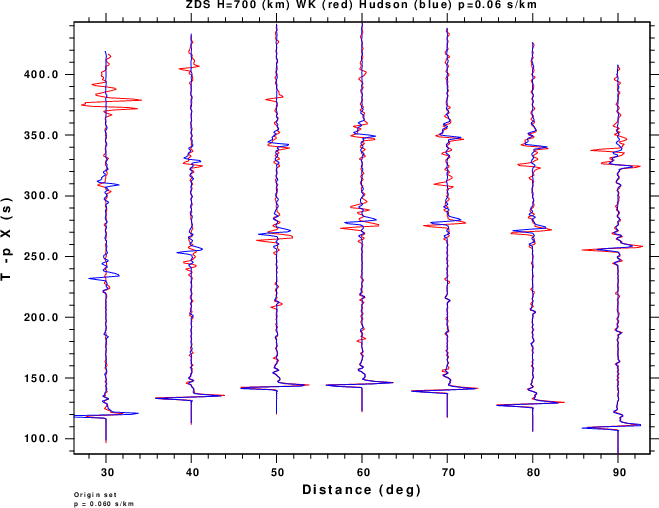 ZDS H=700 (km) WK (red) Hudson (blue) p=0.06 s/km
400.0
350.0
300.0
250.0
200.0
150.0
100.0
T -p X (s)
30 40 50 60 70 80 90
Distance (deg)
Origin set
p = 0.060 s/km